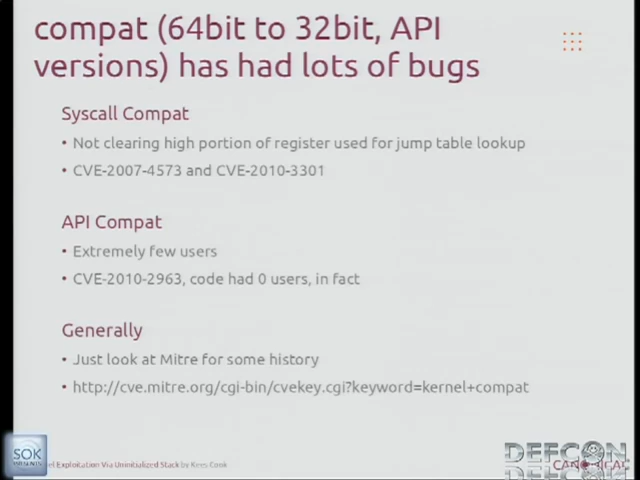 compat (64bit to 32bit, API
versions) has had lots of bugs
Syscall Compat
• Not clearing high portion of register used for jump table lookup
• CVE-2007-4573 and CVE-2010-3301
API Compat
• Extremely few users
• CVE-2010-2963, code had 0 users, in fact
Generally
• Just look at Mitre for some history
• http://cve.mitre.org/cgi-bin/cvekey.cgi?keyword=kernel+compat
SOK
Exploitation Via Uninitialized Stack by Kees Cook
DEFCON